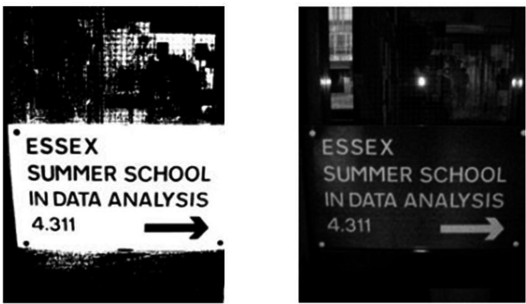 ESSEX
SUMMER SCHOOL
IN DATA ANALYSIS
4.311
ESSEX
SUMMER SCHOOL
IN DATA ANALYSIS
4.311